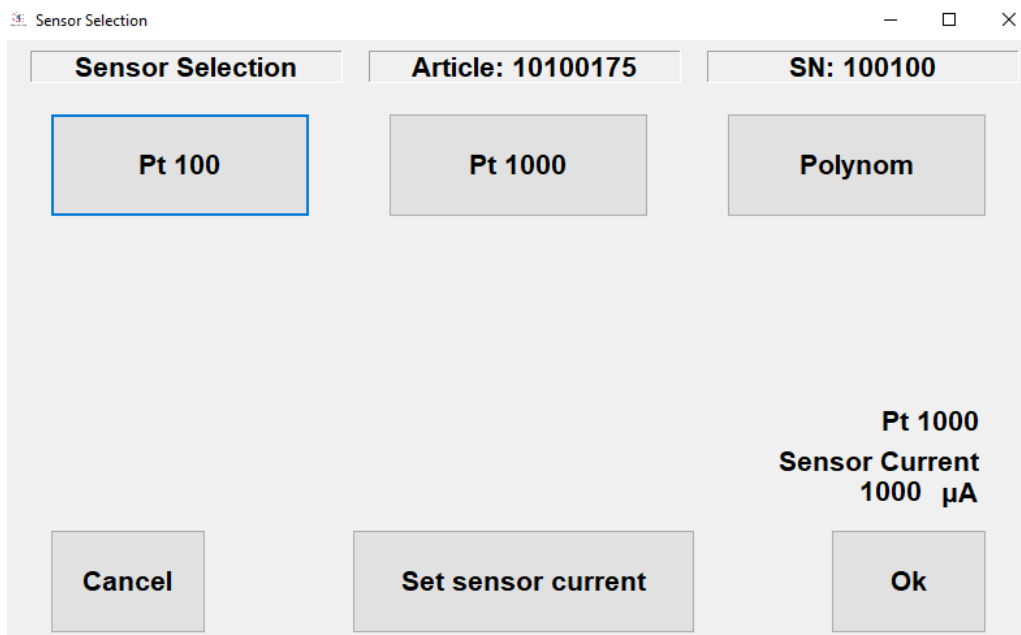 Sensor Selection
Sensor Selection
Article: 10100175
SN: 100100
Pt 100
Pt 1000
Polynom
Pt 1000
Sensor Current
1000 µA
Cancel
Set sensor current
Ok